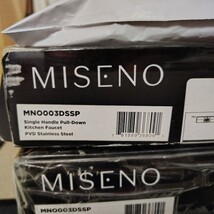 MISENO
MNO003DSSP
Single Handle Pull-Down
Kitchen Faucet
PVD Stainless Steel
MISENO
MNO003DSSP